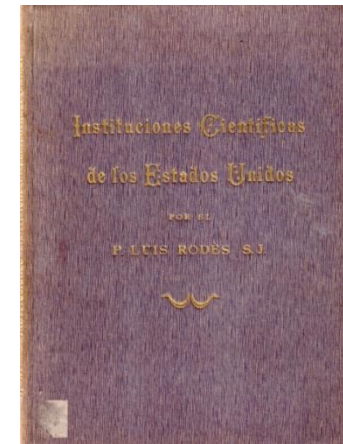 Instituciones Científicas
de los Estados Unidos
POR EL
P. LUIS RODÉS S.J.